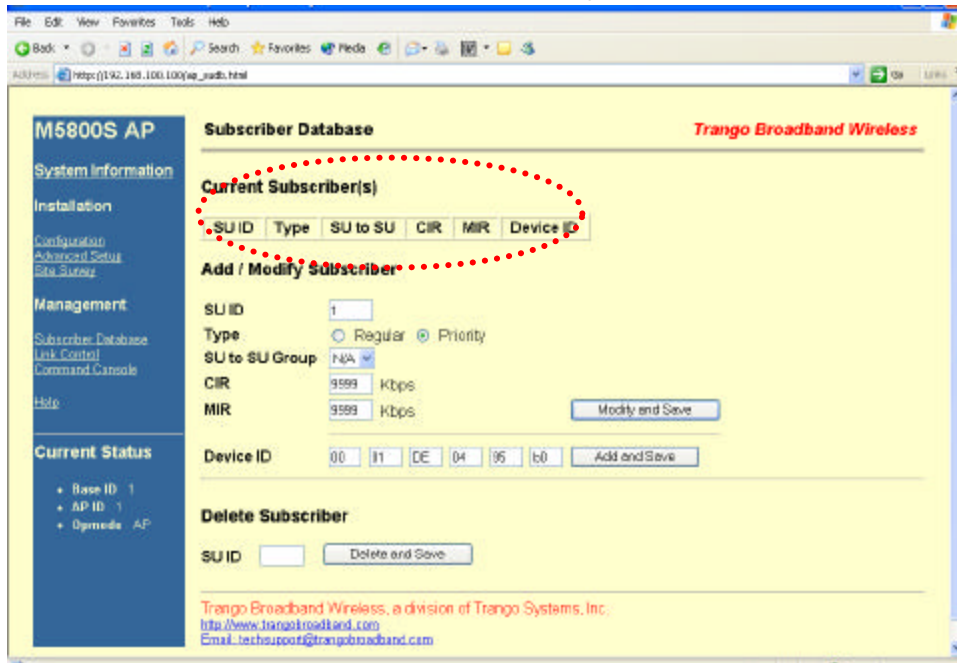 File Edit View Favorites Tools Help
Back Search Favorites Media
Address http://192.168.100.100/ap_sudb.html Go Links
M5800S AP
System Information
Installation
Configuration
Advanced Setup
Site Survey
Management
Subscriber Database
Link Control
Command Console
Help
Current Status
Base ID 1
AP ID 1
Opmode AP
Subscriber Database
Trango Broadband Wireless
Current Subscriber(s)
SU ID Type SU to SU CIR MIR Device ID
Add / Modify Subscriber
SU ID 1
Type Regular Priority
SU to SU Group N/A
CIR 9999 Kbps
MIR 9999 Kbps Modify and Save
Device ID 00 01 DE 04 95 b0 Add and Save
Delete Subscriber
SU ID Delete and Save
Trango Broadband Wireless, a division of Trango Systems, Inc.
http://www.trangobroadband.com
Email: techsupport@trangobroadband.com